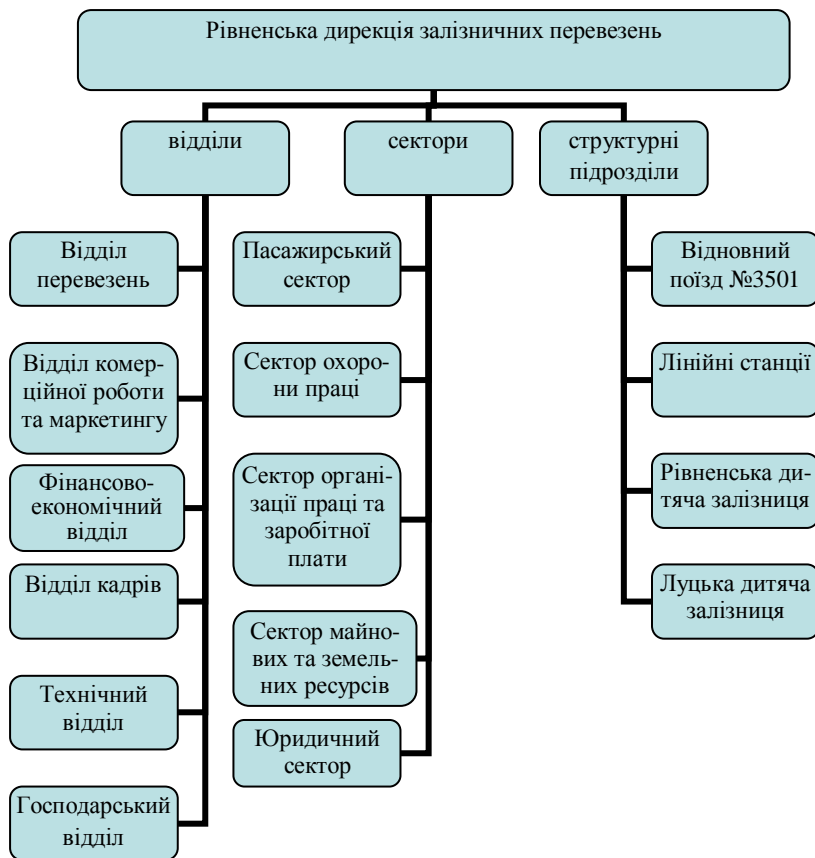 Рівненська дирекція залізничних перевезень
відділи
сектори
структурні
підрозділи
Відділ
перевезень
Відділ комер-
ційної роботи
та маркетингу
Фінансово-
економічний
відділ
Відділ кадрів
Технічний
відділ
Господарський
відділ
Пасажирський
сектор
Сектор охоро-
ни праці
Сектор органі-
зації праці та
заробітної
плати
Сектор майно-
вих та земель-
них ресурсів
Юридичний
сектор
Відновний
поїзд №3501
Лінійні станції
Рівненська ди-
тяча залізниця
Луцька дитяча
залізниця